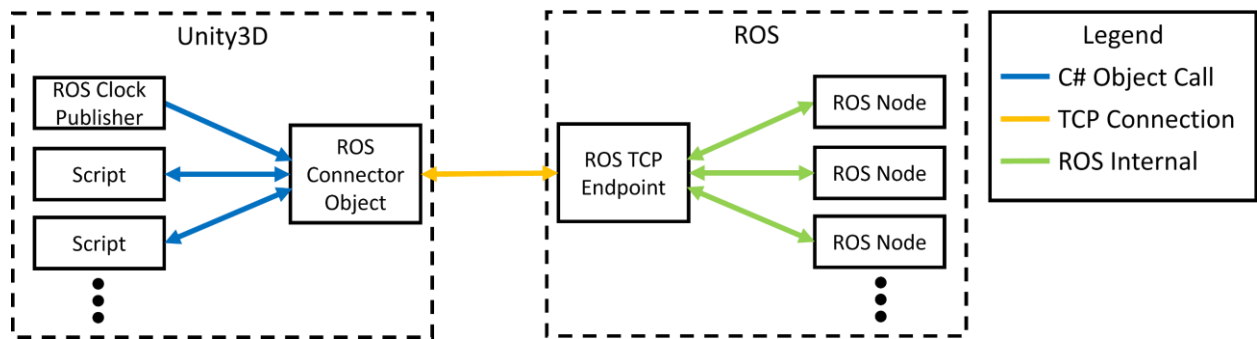 Unity3D
ROS Clock
Publisher
Script
Script
ROS
Connector
Object
ROS
ROS TCP
Endpoint
ROS Node
ROS Node
ROS Node
Legend
C# Object Call
TCP Connection
ROS Internal